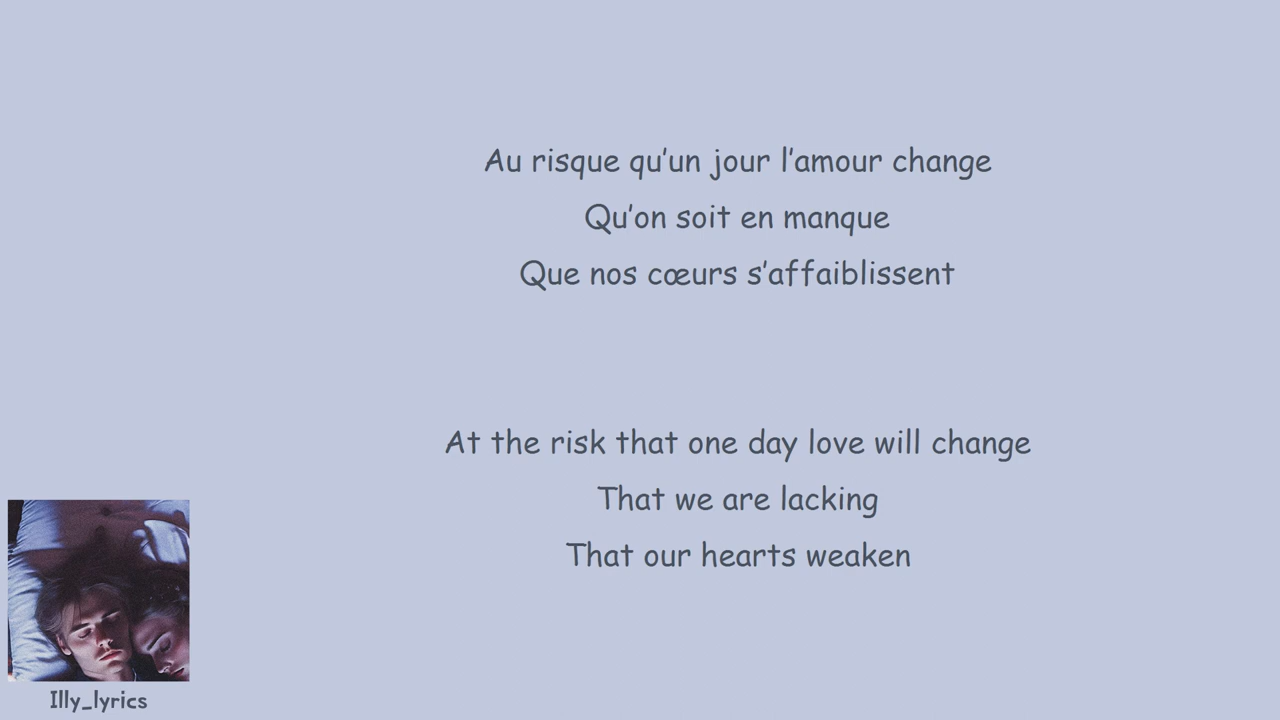 Au risque qu’un jour l’amour change
Qu’on soit en manque
Que nos cœurs s’affaiblissent
At the risk that one day love will change
That we are lacking
That our hearts weaken
Illy_lyrics